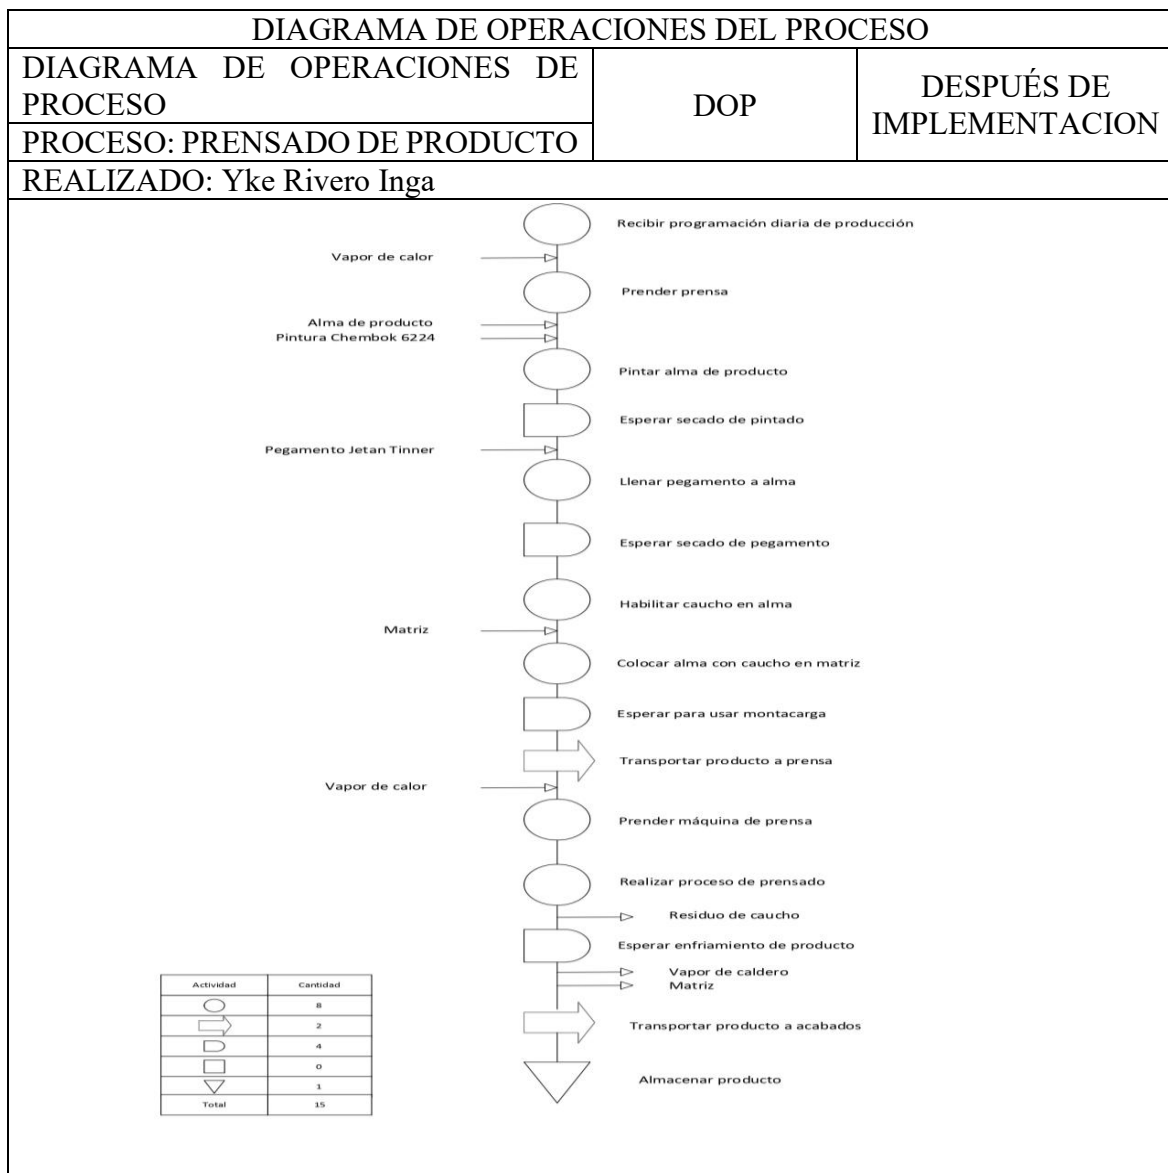 DIAGRAMA DE OPERACIONES DEL PROCESO
DIAGRAMA DE OPERACIONES DE
PROCESO
PROCESO: PRENSADO DE PRODUCTO
DOP
DESPUÉS DE
IMPLEMENTACION
REALIZADO: Yke Rivero Inga
Recibir programación diaria de producción
Vapor de calor
Prender prensa
Alma de producto
Pintura Chembok 6224
Pintar alma de producto
Esperar secado de pintado
Pegamento Jetan Tinner
Llenar pegamento a alma
Esperar secado de pegamento
Habilitar caucho en alma
Matriz
Colocar alma con caucho en matriz
Esperar para usar montacarga
Transportar producto a prensa
Vapor de calor
Prender máquina de prensa
Realizar proceso de prensado
Residuo de caucho
Esperar enfriamiento de producto
Vapor de caldero
Matriz
Transportar producto a acabados
Almacenar producto
Actividad Cantidad
8
2
4
0
1
Total 15